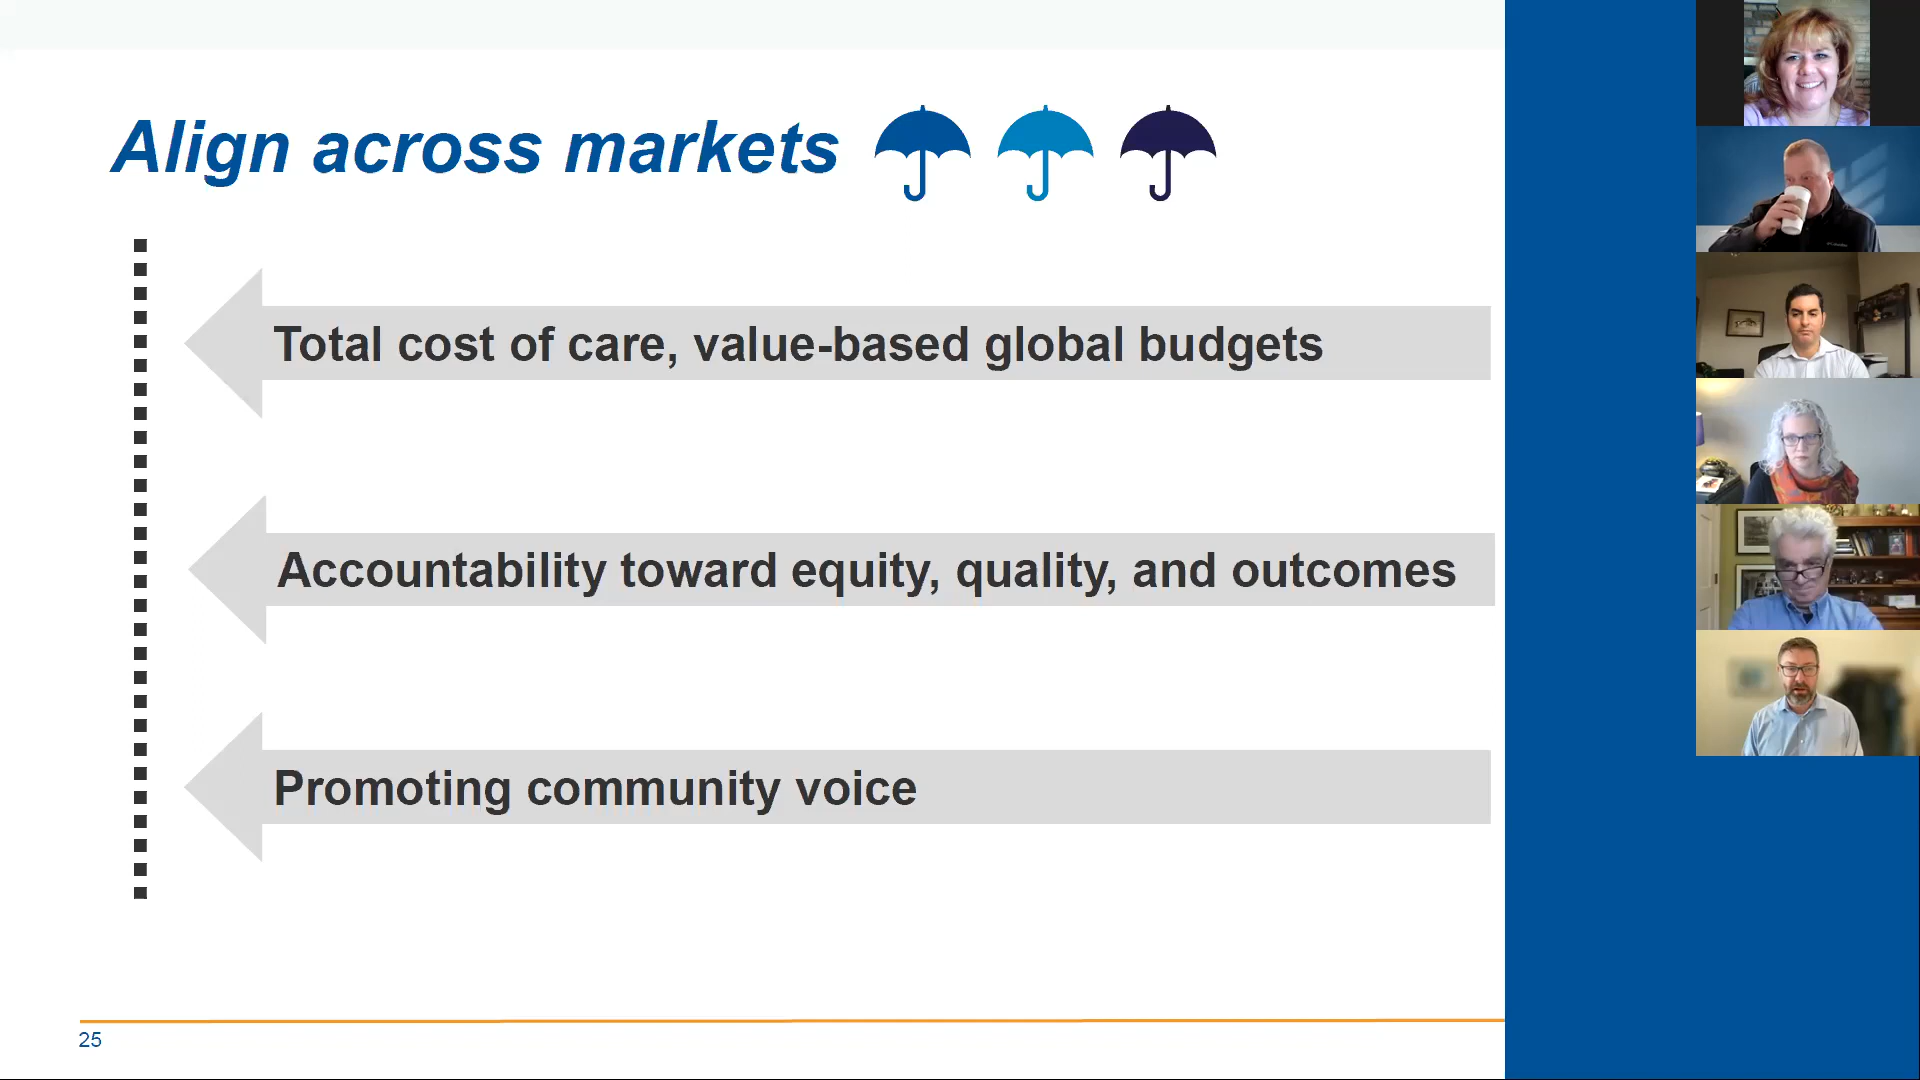 Align across markets
Total cost of care, value-based global budgets
Accountability toward equity, quality, and outcomes
Promoting community voice
25